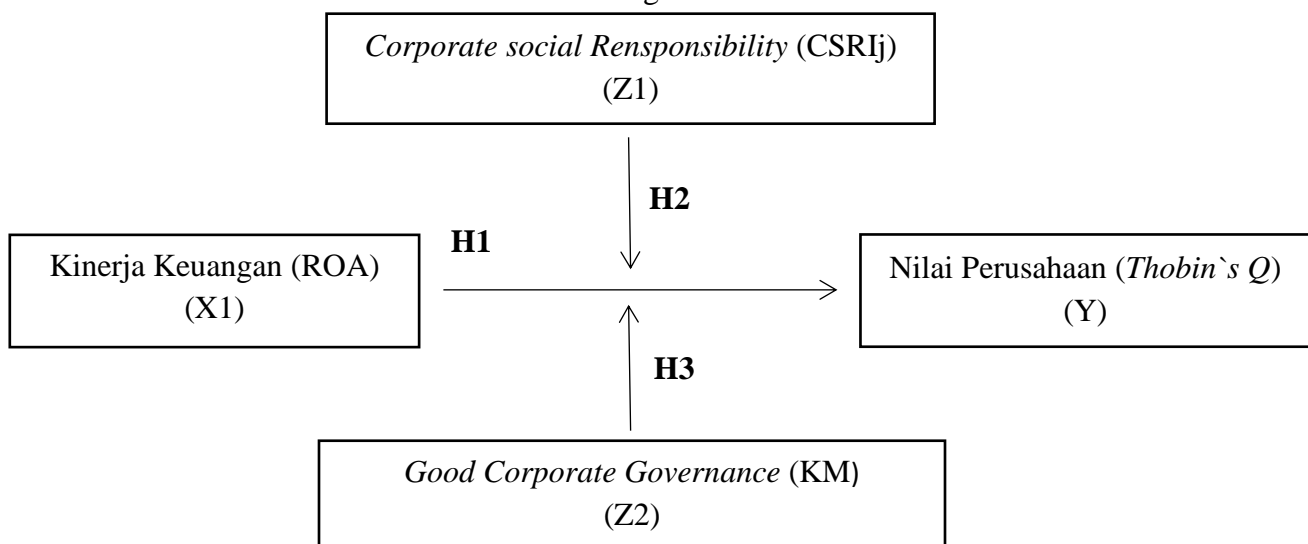 Corporate social Rensponsibility (CSRIj)
(Z1)
H2
H1
Kinerja Keuangan (ROA)
(X1)
Nilai Perusahaan (Thobin`s Q)
(Y)
H3
Good Corporate Governance (KM)
(Z2)